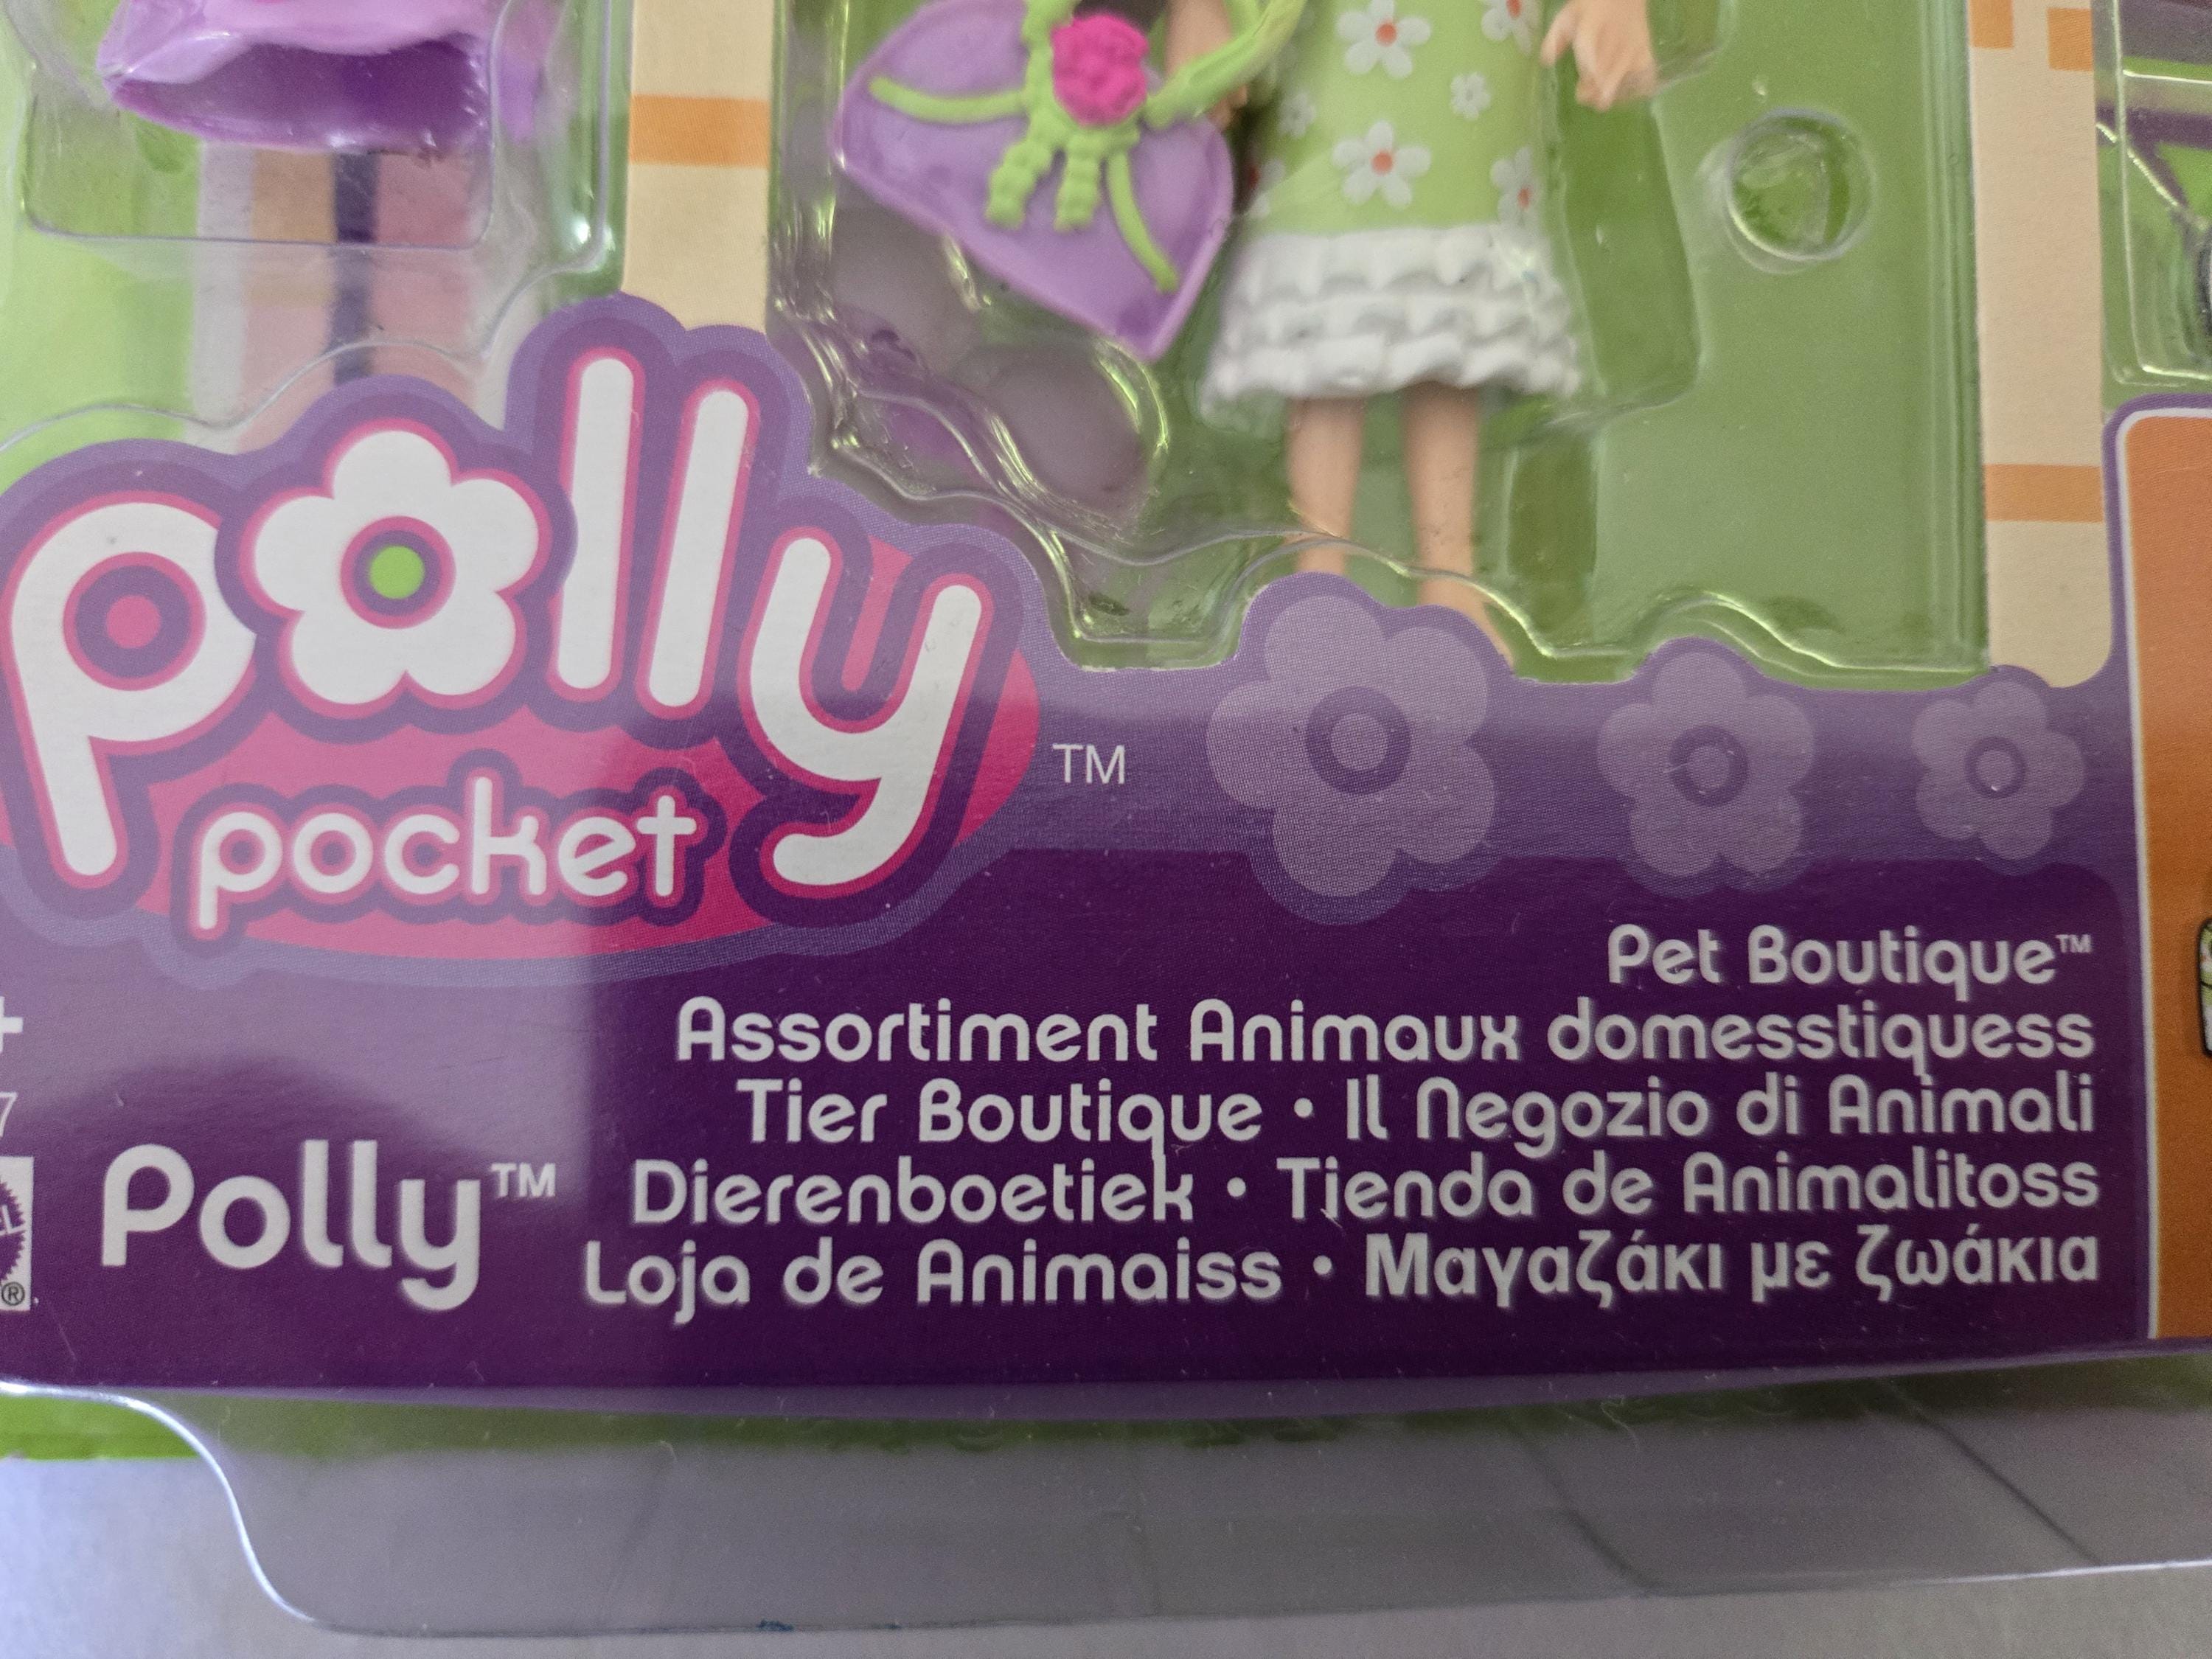 polly
pocket
TM
Pet Boutique™
Assortiment Animaux domesstiquess
Tier Boutique • Il Negozio di Animali
Dierenboetiek • Tienda de Animalitoss
Loja de Animaiss • Μαγαζάκι με ζωάκια
Polly™
+
7
®